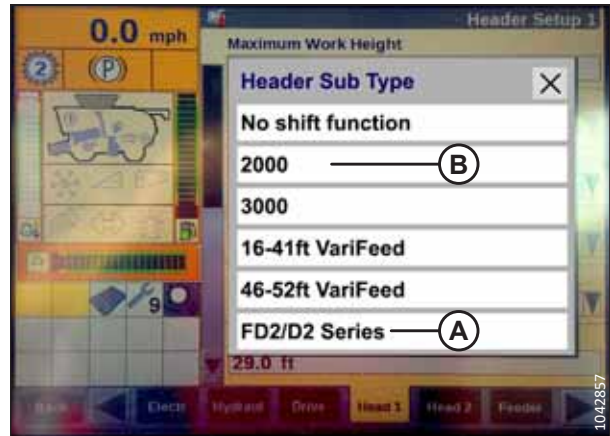 0.0 mph
Header Setup 1
Maximum Work Height
2
P
Header Sub Type
No shift function
2000
B
3000
16-41ft VariFeed
46-52ft VariFeed
FD2/D2 Series
A
9
29.0 ft
Back
Electr
Hydraul
Drive
Head 1
Head 2
Feeder
1042857